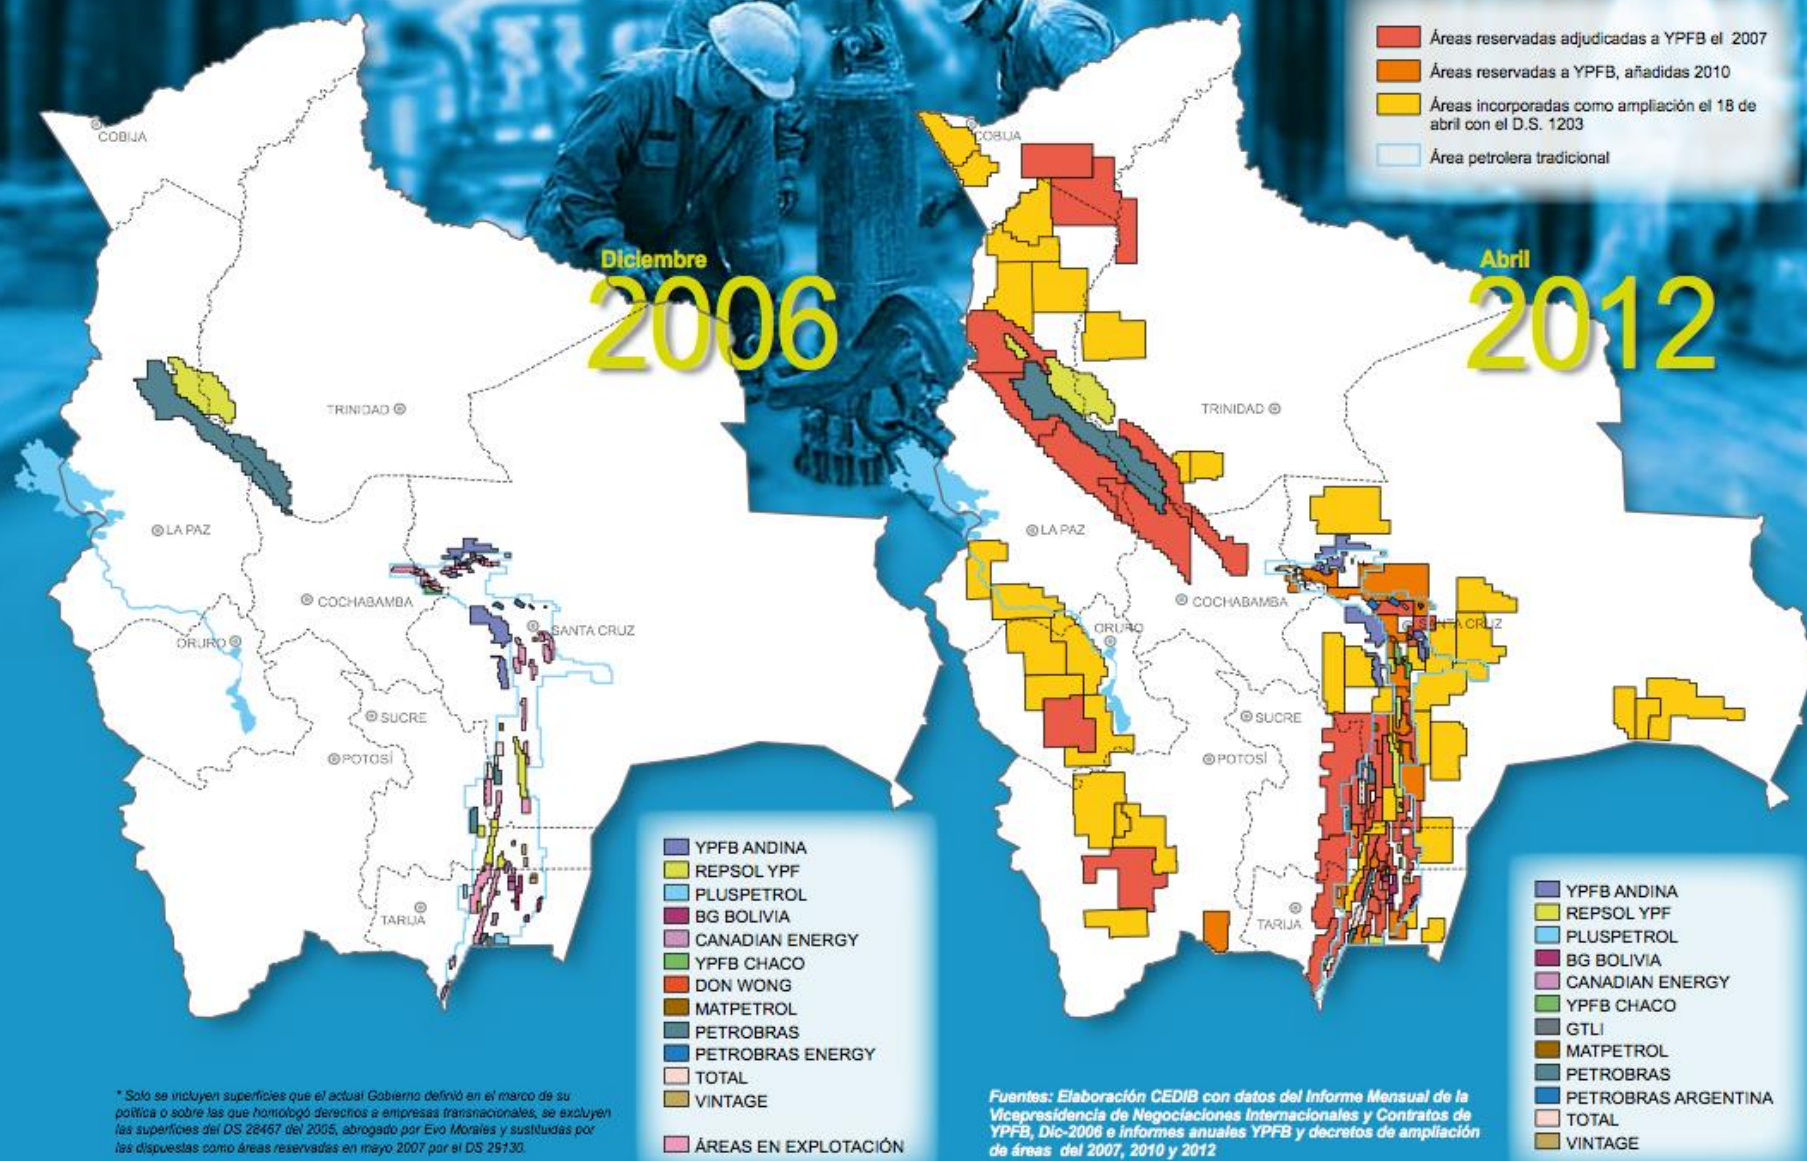 Áreas reservadas adjudicadas a YPFB el 2007
Áreas reservadas a YPFB, añadidas 2010
Áreas incorporadas como ampliación el 18 de
abril con el D.S. 1203
Área petrolera tradicional
Diciembre
2006
COBIJA
TRINIDAD
LA PAZ
COCHABAMBA
SANTA CRUZ
ORURO
SUCRE
POTOSÍ
TARIJA
YPFB ANDINA
REPSOL YPF
PLUSPETROL
BG BOLIVIA
CANADIAN ENERGY
YPFB CHACO
DON WONG
MATPETROL
PETROBRAS
PETROBRAS ENERGY
TOTAL
VINTAGE
ÁREAS EN EXPLOTACIÓN
* Solo se incluyen superficies que el actual Gobierno definió en el marco de su
política o sobre las que homologó derechos a empresas transnacionales, se excluyen
las superficies del DS 28467 del 2005, abrogado por Evo Morales y sustituidas por
las dispuestas como áreas reservadas en mayo 2007 por el DS 29130.
Abril
2012
COBIJA
TRINIDAD
LA PAZ
COCHABAMBA
SANTA CRUZ
ORURO
SUCRE
POTOSÍ
TARIJA
YPFB ANDINA
REPSOL YPF
PLUSPETROL
BG BOLIVIA
CANADIAN ENERGY
YPFB CHACO
GTLI
MATPETROL
PETROBRAS
PETROBRAS ARGENTINA
TOTAL
VINTAGE
Fuentes: Elaboración CEDIB con datos del Informe Mensual de la
Vicepresidencia de Negociaciones Internacionales y Contratos de
YPFB, Dic-2006 e informes anuales YPFB y decretos de ampliación
de áreas del 2007, 2010 y 2012